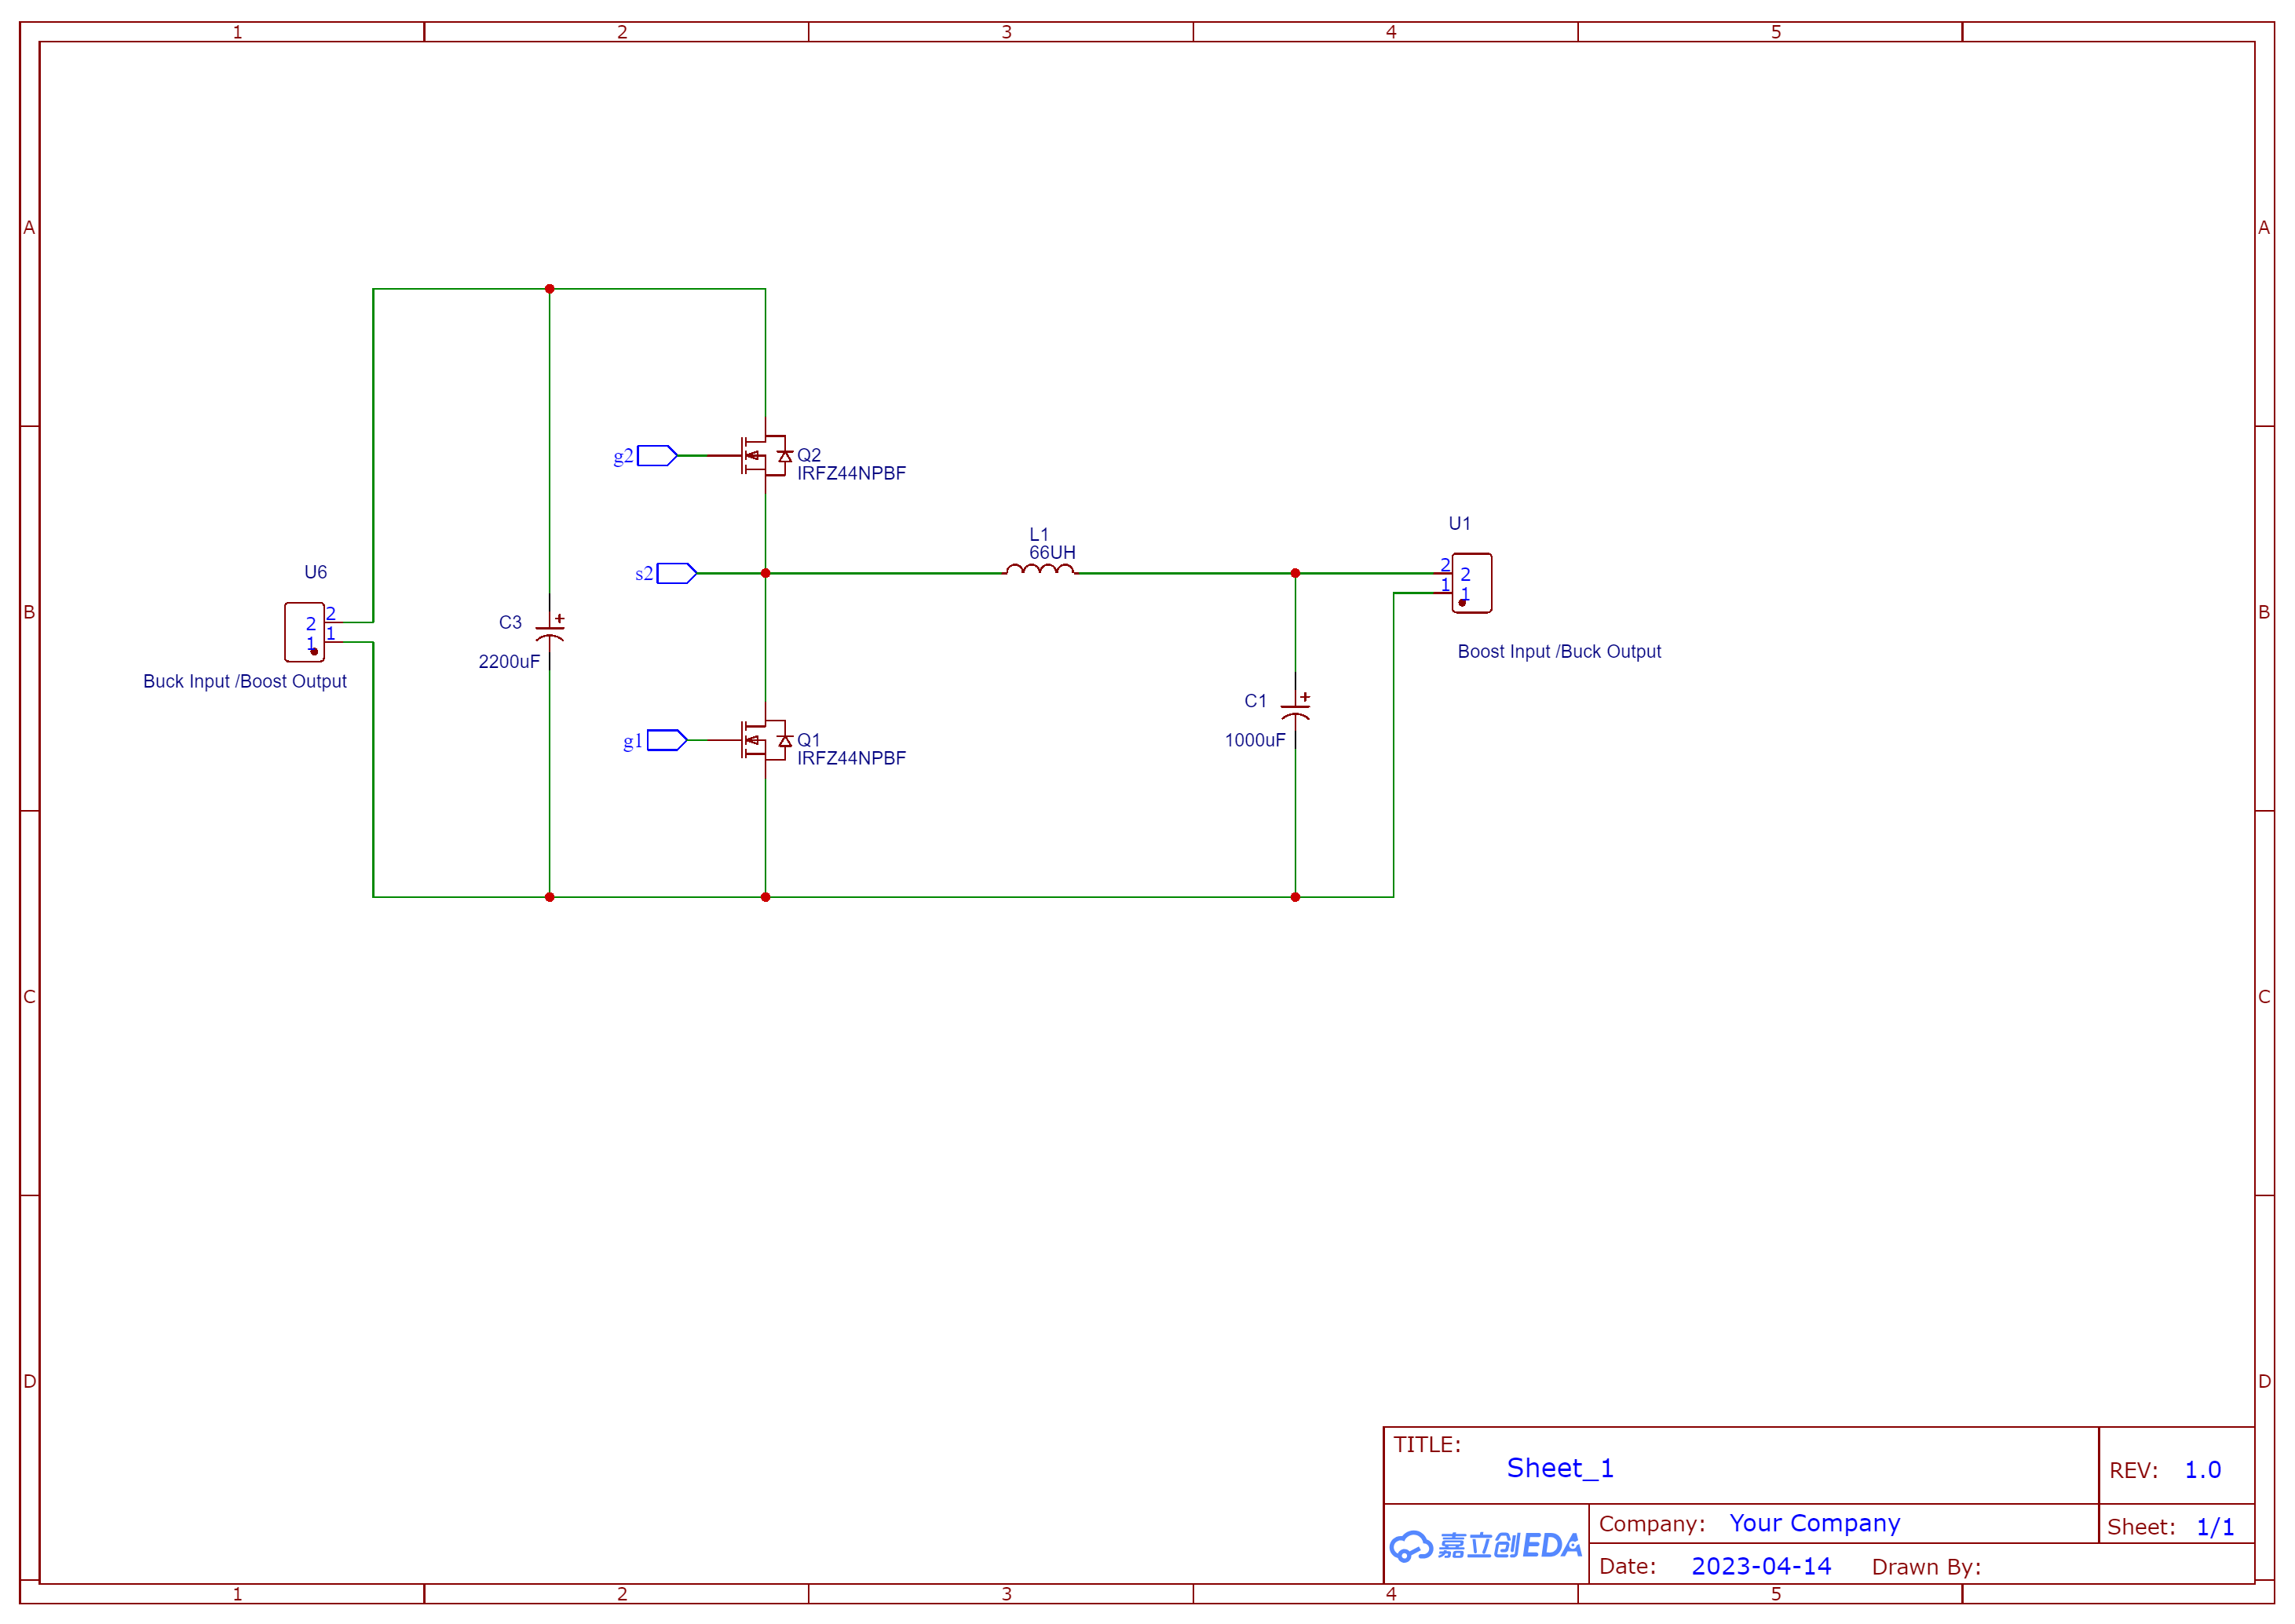 1 2 3 4 5
A A
g2
Q2
IRFZ44NPBF
U1
L1
66UH
s2
2 2
1 1
U6
B B
2 2
1 1
C3
2200uF
Buck Input /Boost Output
Boost Input /Buck Output
C1
1000uF
g1
Q1
IRFZ44NPBF
C C
D D
TITLE:
Sheet_1
REV: 1.0
嘉立创EDA
Company: Your Company
Sheet: 1/1
Date: 2023-04-14 Drawn By:
1 2 3 4 5